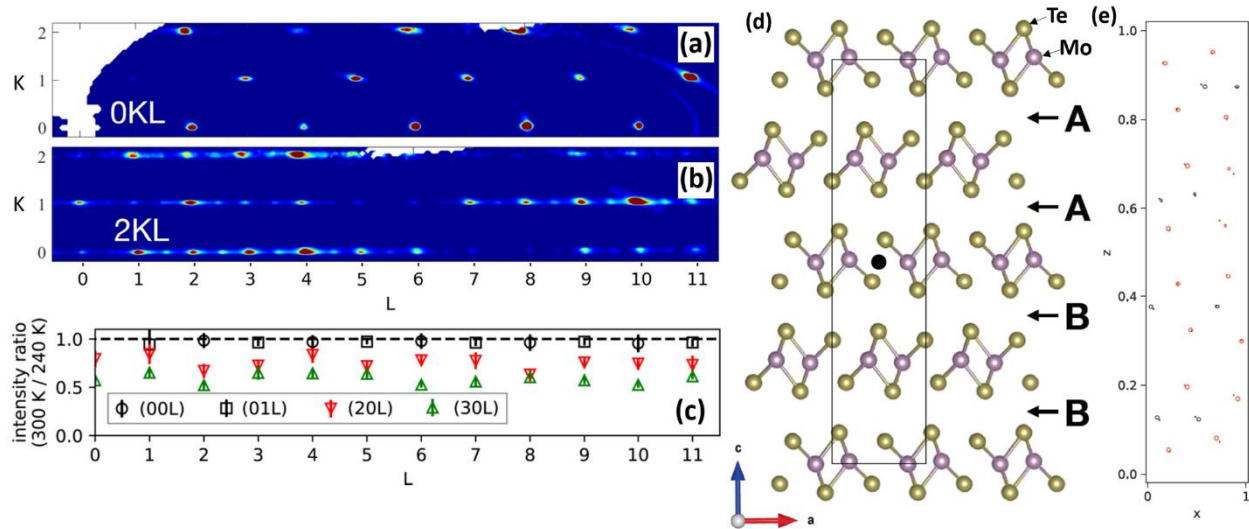 (a)
2
K 1
0
0KL
(b)
2
K 1
0
2KL
0 1 2 3 4 5 6 7 8 9 10 11
L
intensity ratio
(300 K / 240 K)
1.0
0.5
0.0
(c)
(00L) (01L) (20L) (30L)
0 1 2 3 4 5 6 7 8 9 10 11
L
(d)
Te
Mo
A
A
B
B
c
a
(e)
1.0
0.8
0.6
z
0.4
0.2
0.0
0 1
x